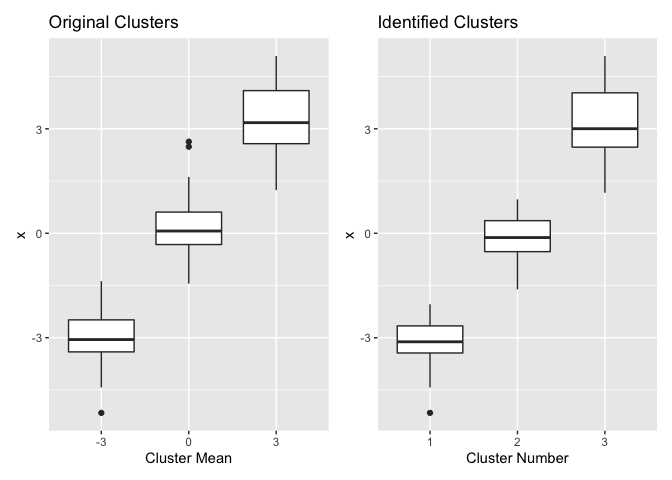 Original Clusters
3
0
-3
x
-3 0 3
Cluster Mean
Identified Clusters
3
0
-3
x
1 2 3
Cluster Number